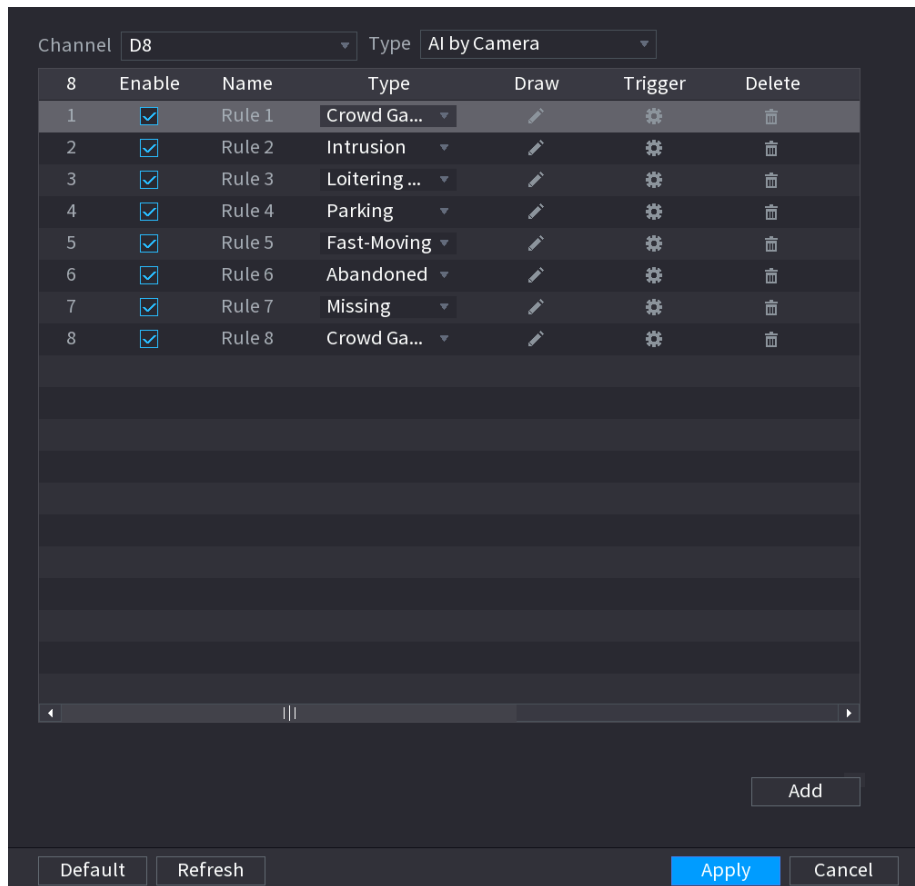 Channel D8 Type AI by Camera
8 Enable Name Type Draw Trigger Delete
1 Rule 1 Crowd Ga...
2 Rule 2 Intrusion
3 Rule 3 Loitering ...
4 Rule 4 Parking
5 Rule 5 Fast-Moving
6 Rule 6 Abandoned
7 Rule 7 Missing
8 Rule 8 Crowd Ga...
Add
Default Refresh Apply Cancel